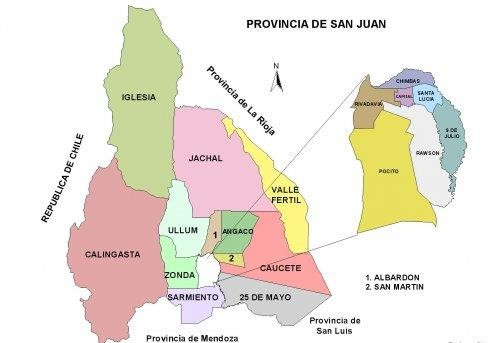 PROVINCIA DE SAN JUAN
N
Provincia de La Rioja
REPUBLICA DE CHILE
IGLESIA
JACHAL
VALLE
FERTIL
CALINGASTA
ULLUM
1
ANGACO
2
ZONDA
CAUCETE
SARMIENTO
25 DE MAYO
Provincia de
San Luis
Provincia de Mendoza
CHIMBAS
CAPITAL
SANTA
LUCIA
RIVADAVIA
9 DE
JULIO
RAWSON
POCITO
1. ALBARDON
2. SAN MARTIN